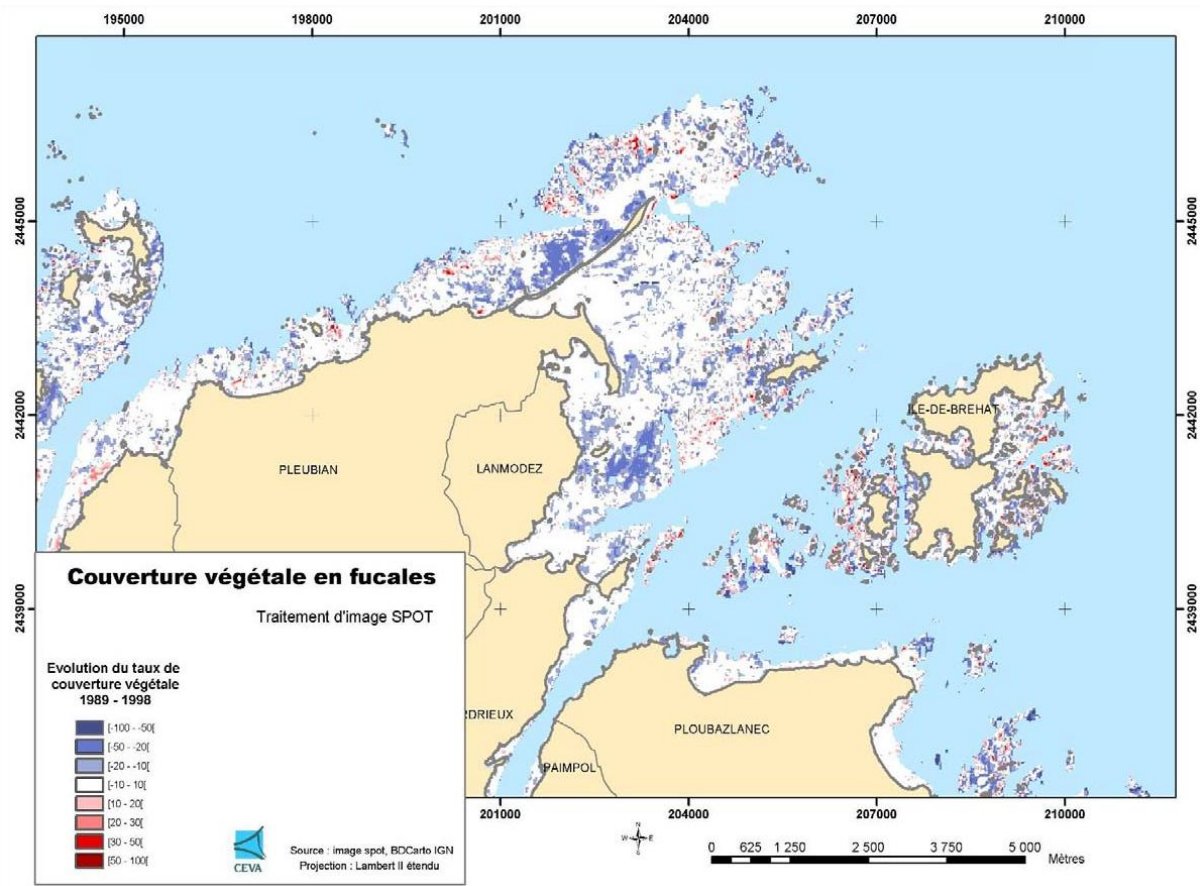 195000 198000 201000 204000 207000 210000
2445000 2445000
2442000 2442000
ILE-DE-BREHAT
PLEUBIAN
LANMODEZ
2439000 2439000
RDRIEUX
PLOUBAZLANEC
PAIMPOL
Couverture végétale en fucales
Traitement d'image SPOT
Evolution du taux de
couverture végétale
1989 - 1998
[-100 - -50[
[-50 - -20[
[-20 - -10[
[-10 - 10[
[10 - 20[
[20 - 30[
[30 - 50[
[50 - 100[
CEVA
Source : image spot, BDCarto IGN
Projection : Lambert II étendu
201000 204000 207000 210000
N
W E
S
0 625 1 250 2 500 3 750 5 000
Mètres